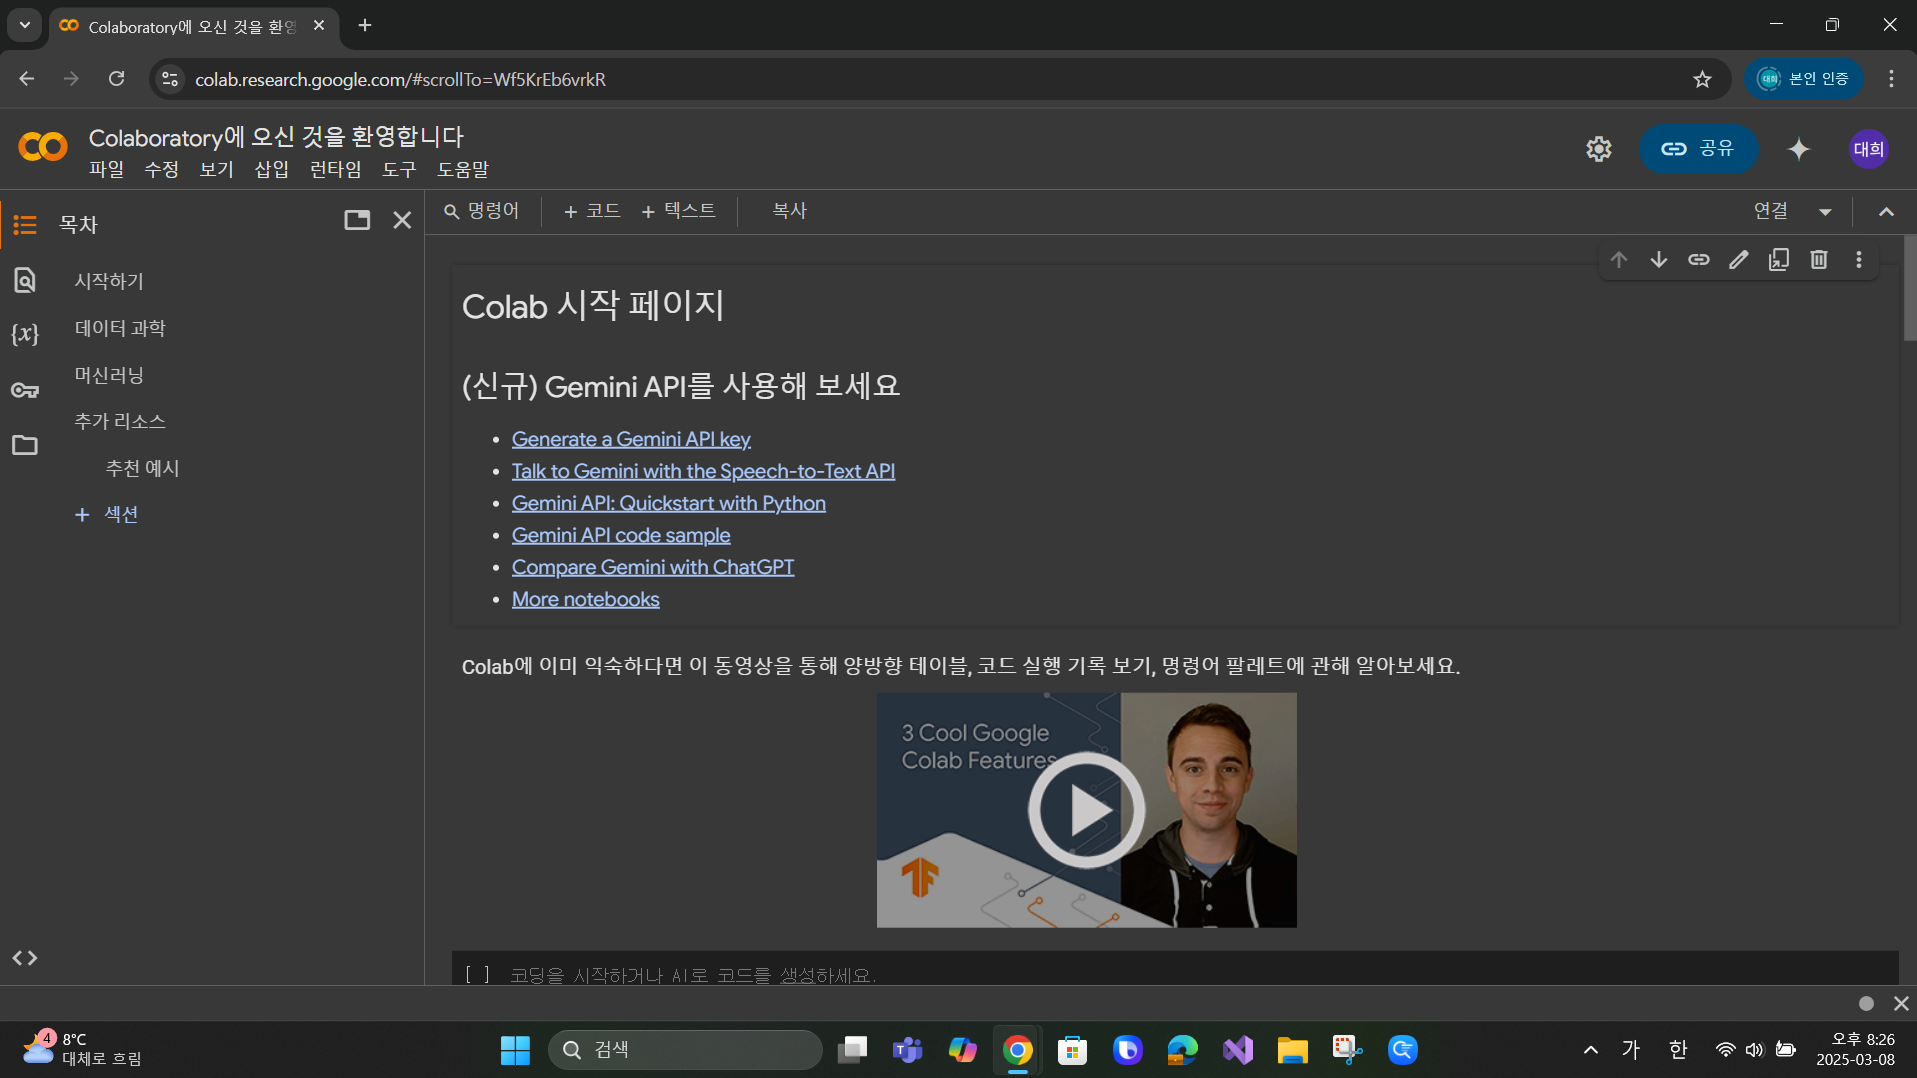 Colaboratory에 오신 것을 환영
colab.research.google.com/#scrollTo=Wf5KrEb6vrkR
대희 본인 인증
Colaboratory에 오신 것을 환영합니다
파일 수정 보기 삽입 런타임 도구 도움말
공유
대희
목차
명령어 + 코드 + 텍스트 복사
연결
시작하기
데이터 과학
머신러닝
추가 리소스
추천 예시
+ 섹션
Colab 시작 페이지
(신규) Gemini API를 사용해 보세요
• Generate a Gemini API key
• Talk to Gemini with the Speech-to-Text API
• Gemini API: Quickstart with Python
• Gemini API code sample
• Compare Gemini with ChatGPT
• More notebooks
Colab에 이미 익숙하다면 이 동영상을 통해 양방향 테이블, 코드 실행 기록 보기, 명령어 팔레트에 관해 알아보세요.
3 Cool Google
Colab Features
[ ] 코딩을 시작하거나 AI로 코드를 생성하세요.
4
8°C
대체로 흐림
검색
가 한
오후 8:26
2025-03-08